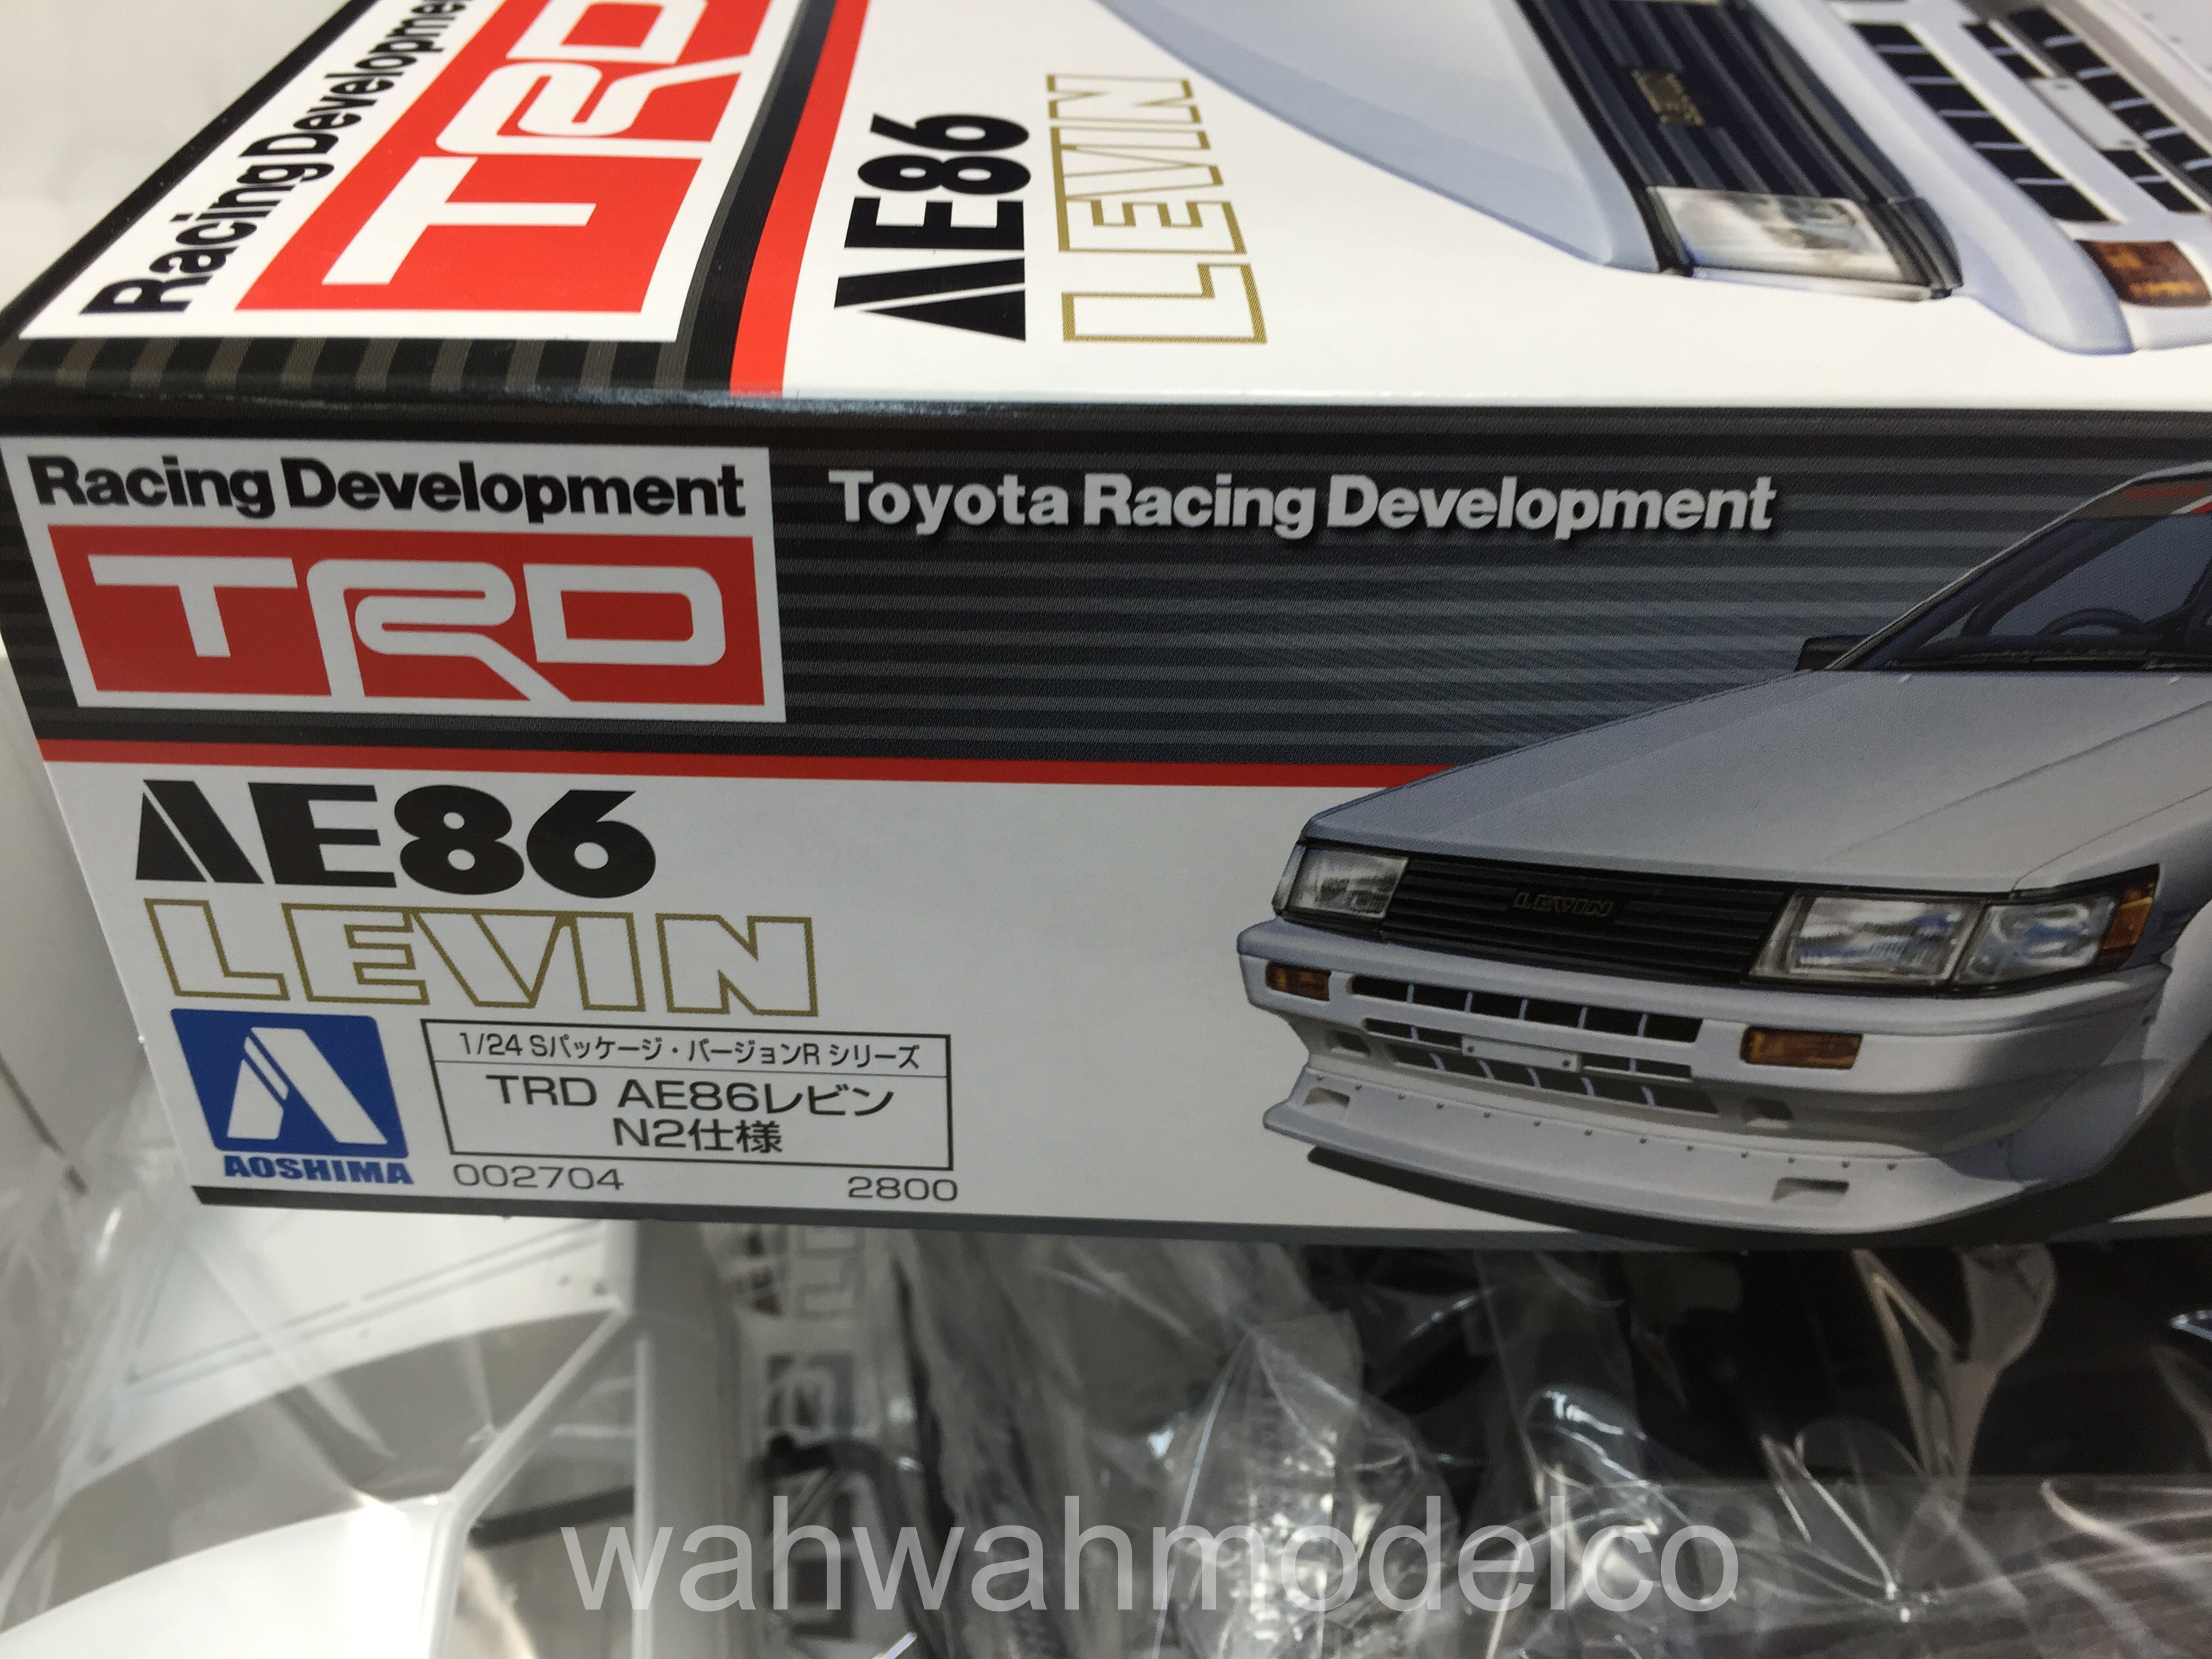 Racing Development
TRD
AE86
LEVIN
Racing Development
TRD
Toyota Racing Development
AE86
LEVIN
LEVIN
AOSHIMA
1/24 Sパッケージ・バージョンR シリーズ
TRD AE86レビン
N2仕様
002704
2800
wahwahmodelco